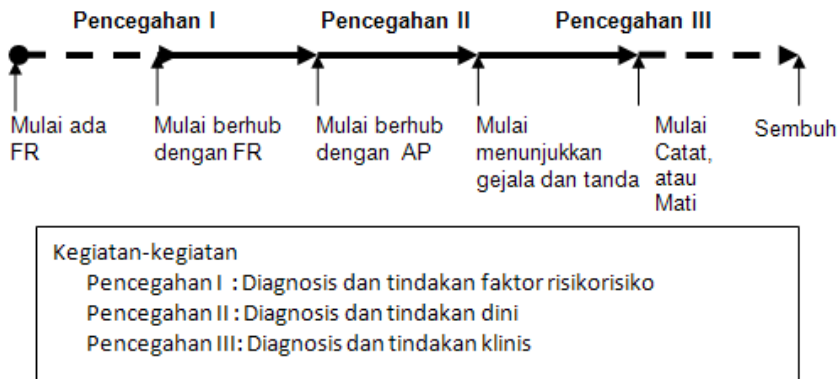 Pencegahan I Pencegahan II Pencegahan III
Mulai ada
FR
Mulai berhub
dengan FR
Mulai berhub
dengan AP
Mulai
menunjukkan
gejala dan tanda
Mulai
Catat,
atau
Mati
Sembuh
Kegiatan-kegiatan
Pencegahan I : Diagnosis dan tindakan faktor risikorisiko
Pencegahan II : Diagnosis dan tindakan dini
Pencegahan III: Diagnosis dan tindakan klinis